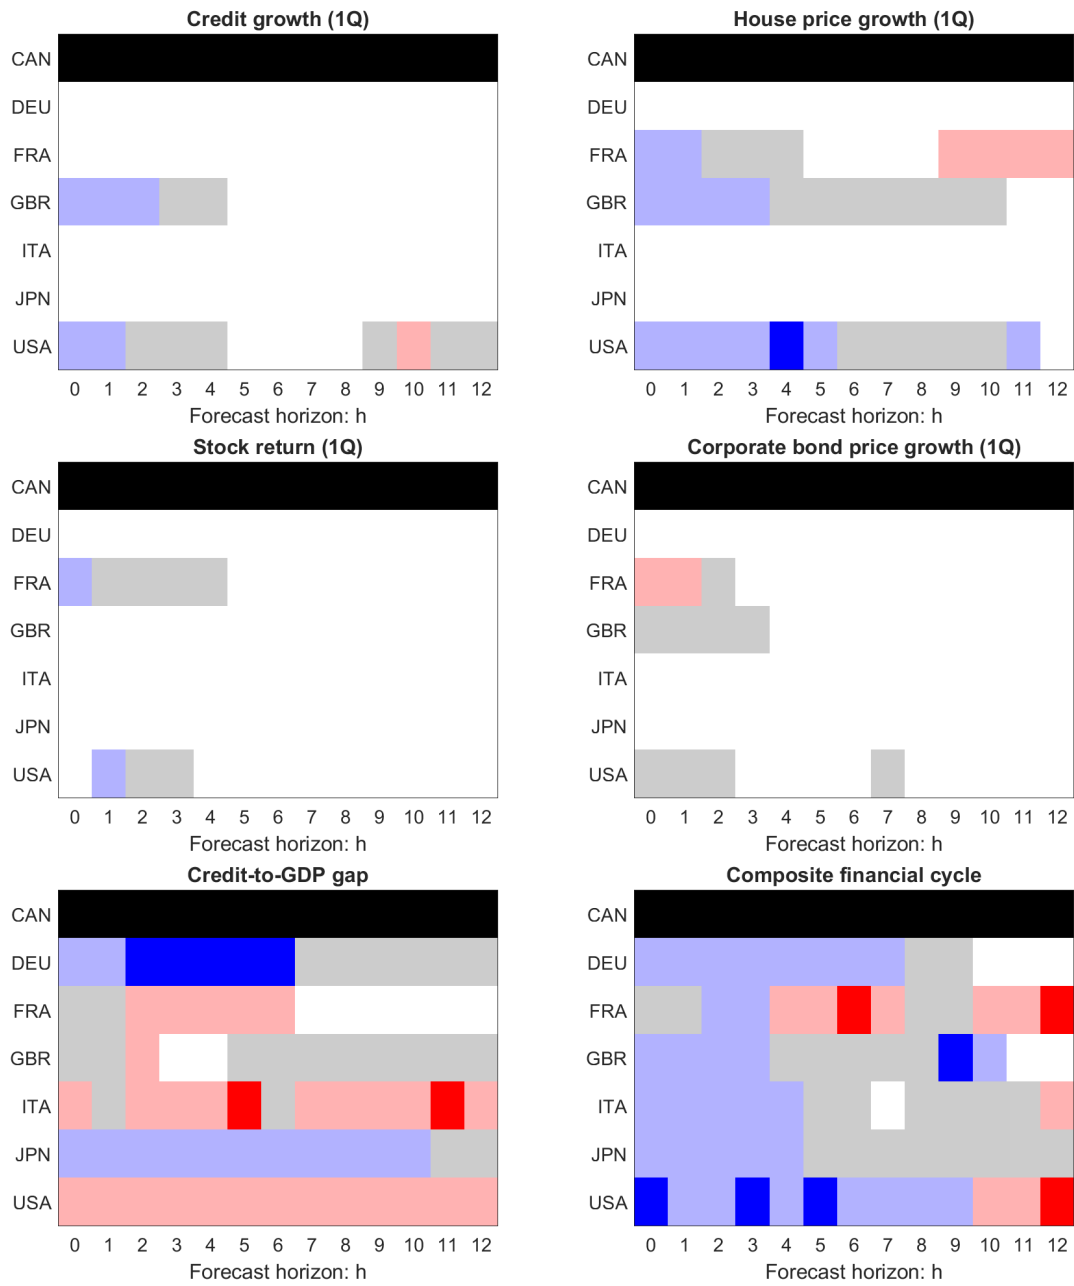 Credit growth (1Q)
CAN
DEU
FRA
GBR
ITA
JPN
USA
0 1 2 3 4 5 6 7 8 9 10 11 12
Forecast horizon: h
House price growth (1Q)
CAN
DEU
FRA
GBR
ITA
JPN
USA
0 1 2 3 4 5 6 7 8 9 10 11 12
Forecast horizon: h
Stock return (1Q)
CAN
DEU
FRA
GBR
ITA
JPN
USA
0 1 2 3 4 5 6 7 8 9 10 11 12
Forecast horizon: h
Corporate bond price growth (1Q)
CAN
DEU
FRA
GBR
ITA
JPN
USA
0 1 2 3 4 5 6 7 8 9 10 11 12
Forecast horizon: h
Credit-to-GDP gap
CAN
DEU
FRA
GBR
ITA
JPN
USA
0 1 2 3 4 5 6 7 8 9 10 11 12
Forecast horizon: h
Composite financial cycle
CAN
DEU
FRA
GBR
ITA
JPN
USA
0 1 2 3 4 5 6 7 8 9 10 11 12
Forecast horizon: h